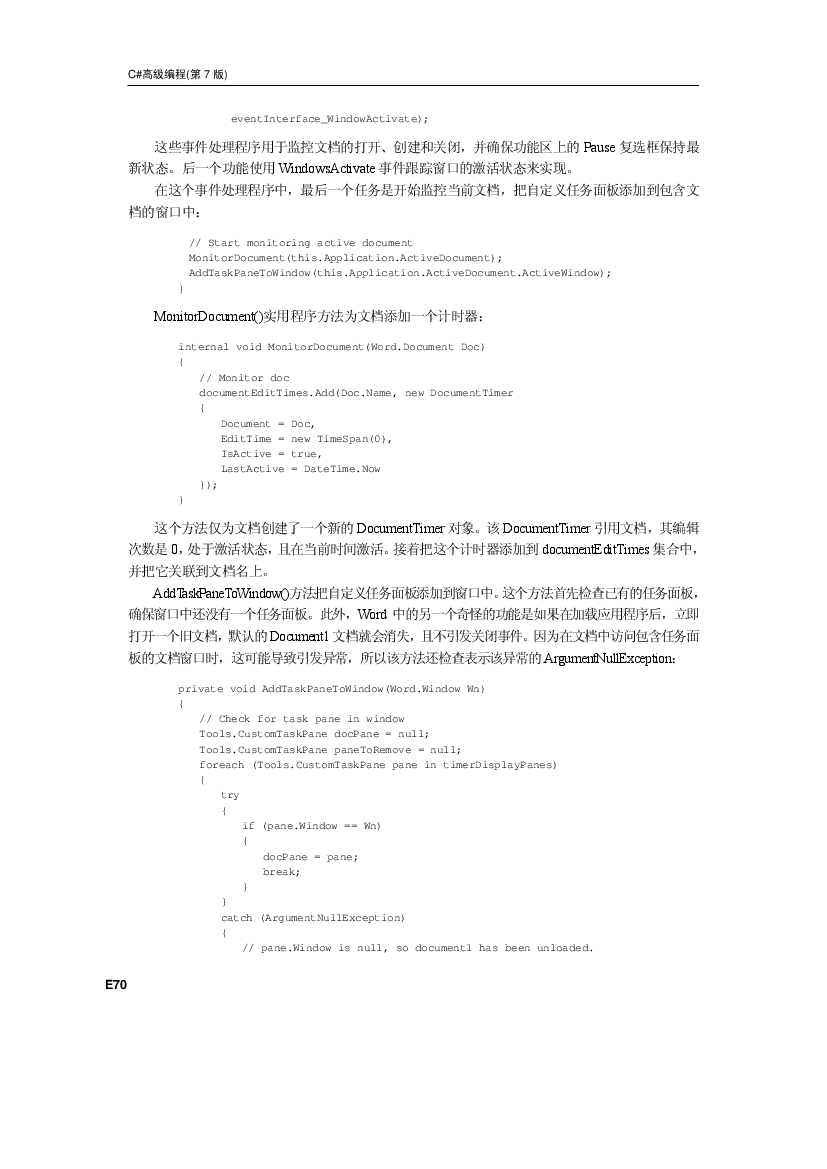 C#高级编程(第 7 版)
eventInterface_WindowActivate);
这些事件处理程序用于监控文档的打开、创建和关闭，并确保功能区上的 Pause 复选框保持最
新状态。后一个功能使用 WindowsActivate 事件跟踪窗口的激活状态来实现。
在这个事件处理程序中，最后一个任务是开始监控当前文档，把自定义任务面板添加到包含文
档的窗口中：
// Start monitoring active document
MonitorDocument(this.Application.ActiveDocument);
AddTaskPaneToWindow(this.Application.ActiveDocument.ActiveWindow);
}
MonitorDocument()实用程序方法为文档添加一个计时器：
internal void MonitorDocument(Word.Document Doc)
{
// Monitor doc
documentEditTimes.Add(Doc.Name, new DocumentTimer
{
Document = Doc,
EditTime = new TimeSpan(0),
IsActive = true,
LastActive = DateTime.Now
});
}
这个方法仅为文档创建了一个新的 DocumentTimer 对象。该 DocumentTimer 引用文档，其编辑
次数是 0，处于激活状态，且在当前时间激活。接着把这个计时器添加到 documentEditTimes 集合中，
并把它关联到文档名上。
AddTaskPaneToWindow()方法把自定义任务面板添加到窗口中。这个方法首先检查已有的任务面板，
确保窗口中还没有一个任务面板。此外，Word 中的另一个奇怪的功能是如果在加载应用程序后，立即
打开一个旧文档，默认的 Document1 文档就会消失，且不引发关闭事件。因为在文档中访问包含任务面
板的文档窗口时，这可能导致引发异常，所以该方法还检查表示该异常的 ArgumentNullException：
private void AddTaskPaneToWindow(Word.Window Wn)
{
// Check for task pane in window
Tools.CustomTaskPane docPane = null;
Tools.CustomTaskPane paneToRemove = null;
foreach (Tools.CustomTaskPane pane in timerDisplayPanes)
{
try
{
if (pane.Window == Wn)
{
docPane = pane;
break;
}
}
catch (ArgumentNullException)
{
// pane.Window is null, so document1 has been unloaded.
E70